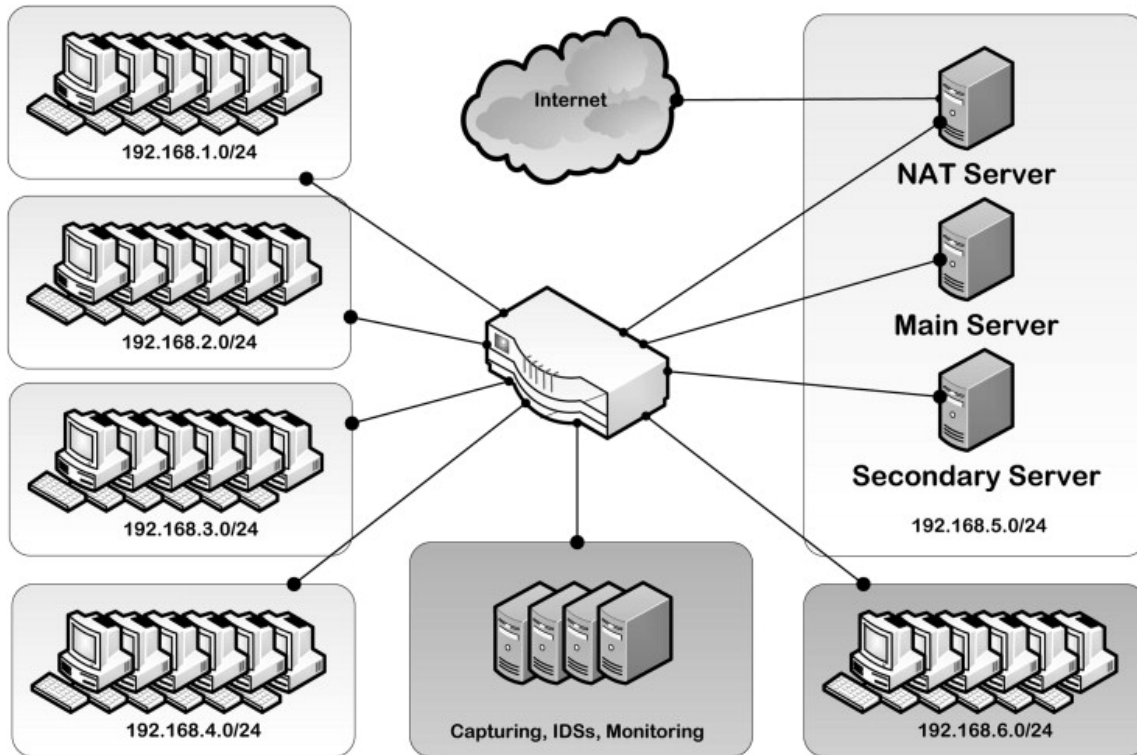 192.168.1.0/24
Internet
NAT Server
192.168.2.0/24
Main Server
192.168.3.0/24
Secondary Server
192.168.5.0/24
192.168.4.0/24
Capturing, IDSs, Monitoring
192.168.6.0/24